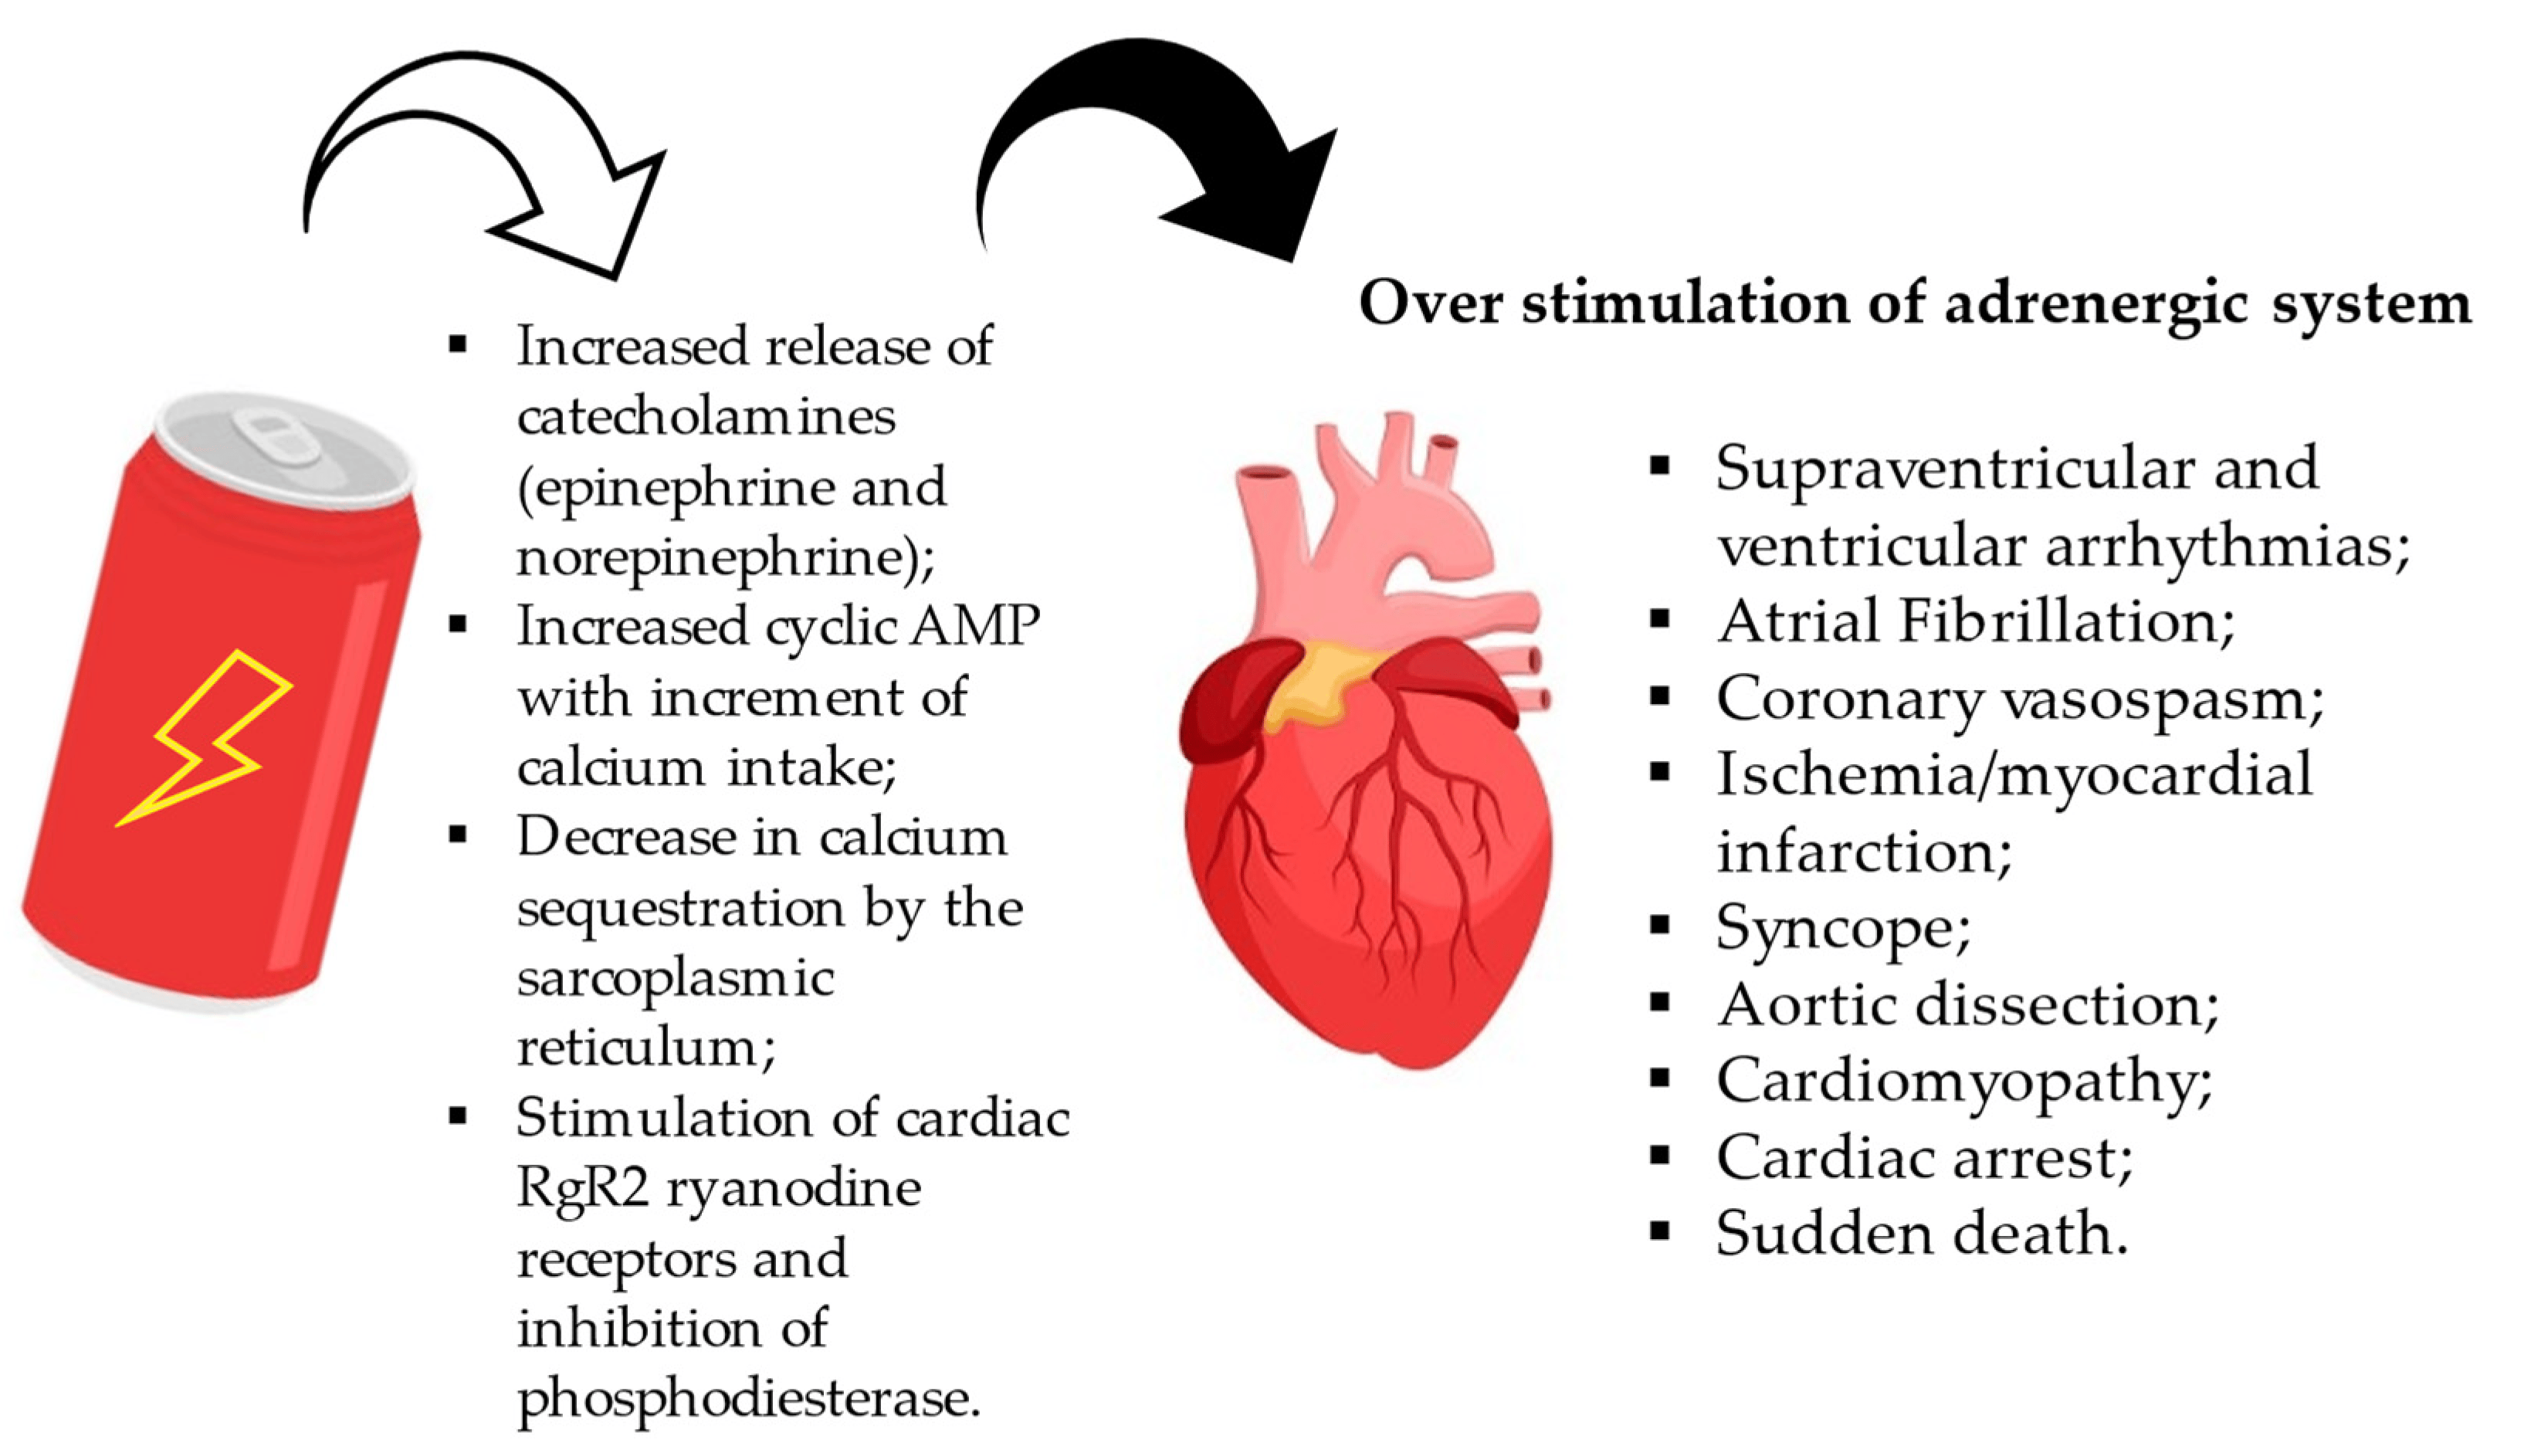 ▪ Increased release of
catecholamines
(epinephrine and
norepinephrine);
▪ Increased cyclic AMP
with increment of
calcium intake;
▪ Decrease in calcium
sequestration by the
sarcoplasmic
reticulum;
▪ Stimulation of cardiac
RgR2 ryanodine
receptors and
inhibition of
phosphodiesterase.
Over stimulation of adrenergic system
▪ Supraventricular and
ventricular arrhythmias;
▪ Atrial Fibrillation;
▪ Coronary vasospasm;
▪ Ischemia/myocardial
infarction;
▪ Syncope;
▪ Aortic dissection;
▪ Cardiomyopathy;
▪ Cardiac arrest;
▪ Sudden death.